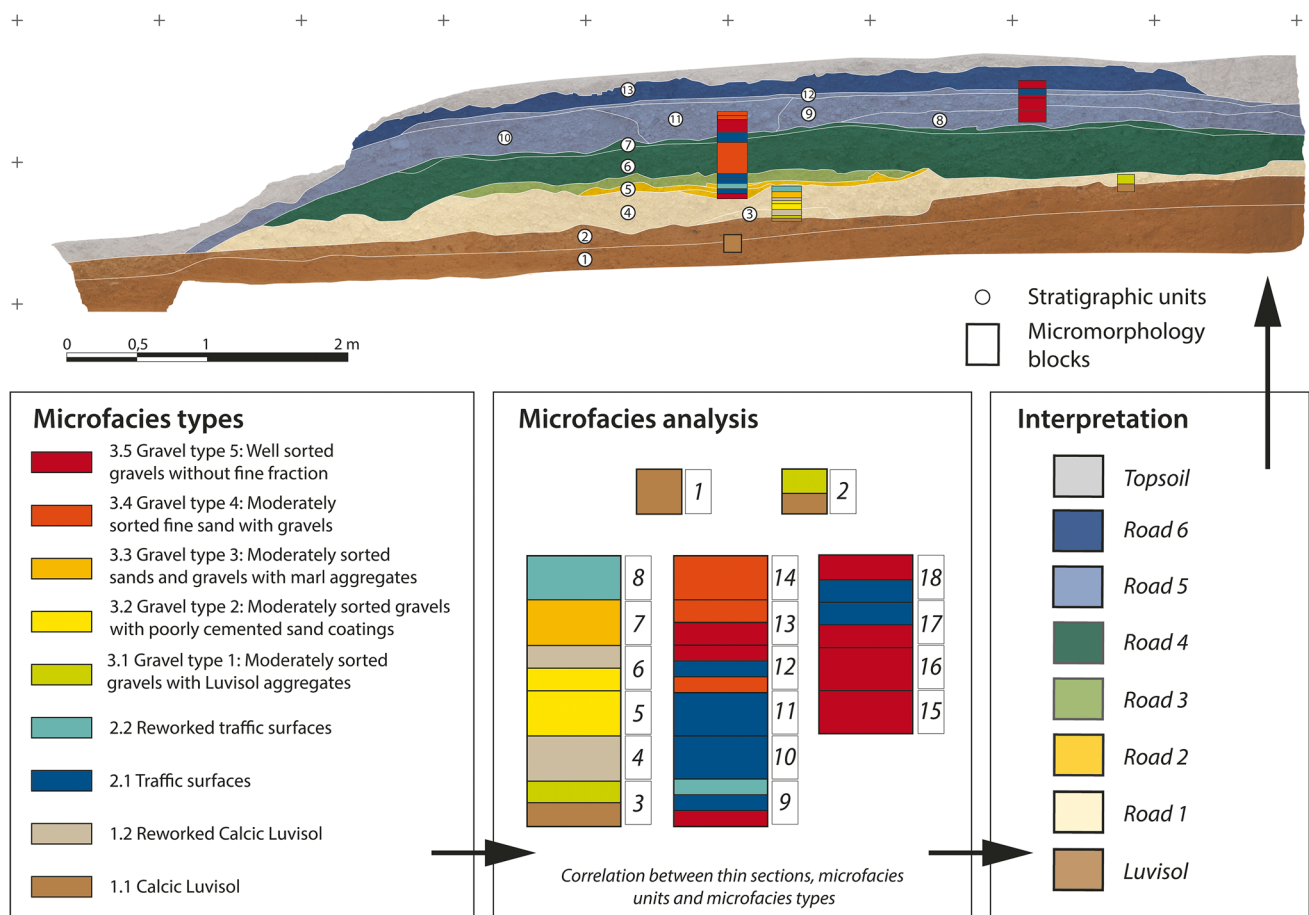 13
12
11
9
8
10
7
6
5
4
3
2
1
0 0,5 1 2 m
Stratigraphic units
Micromorphology
blocks
Microfacies types
3.5 Gravel type 5: Well sorted
gravels without fine fraction
3.4 Gravel type 4: Moderately
sorted fine sand with gravels
3.3 Gravel type 3: Moderately sorted
sands and gravels with marl aggregates
3.2 Gravel type 2: Moderately sorted gravels
with poorly cemented sand coatings
3.1 Gravel type 1: Moderately sorted
gravels with Luvisol aggregates
2.2 Reworked traffic surfaces
2.1 Traffic surfaces
1.2 Reworked Calcic Luvisol
1.1 Calcic Luvisol
Microfacies analysis
1
2
8
7
6
5
4
3
14
13
12
11
10
9
18
17
16
15
Correlation between thin sections, microfacies
units and microfacies types
Interpretation
Topsoil
Road 6
Road 5
Road 4
Road 3
Road 2
Road 1
Luvisol